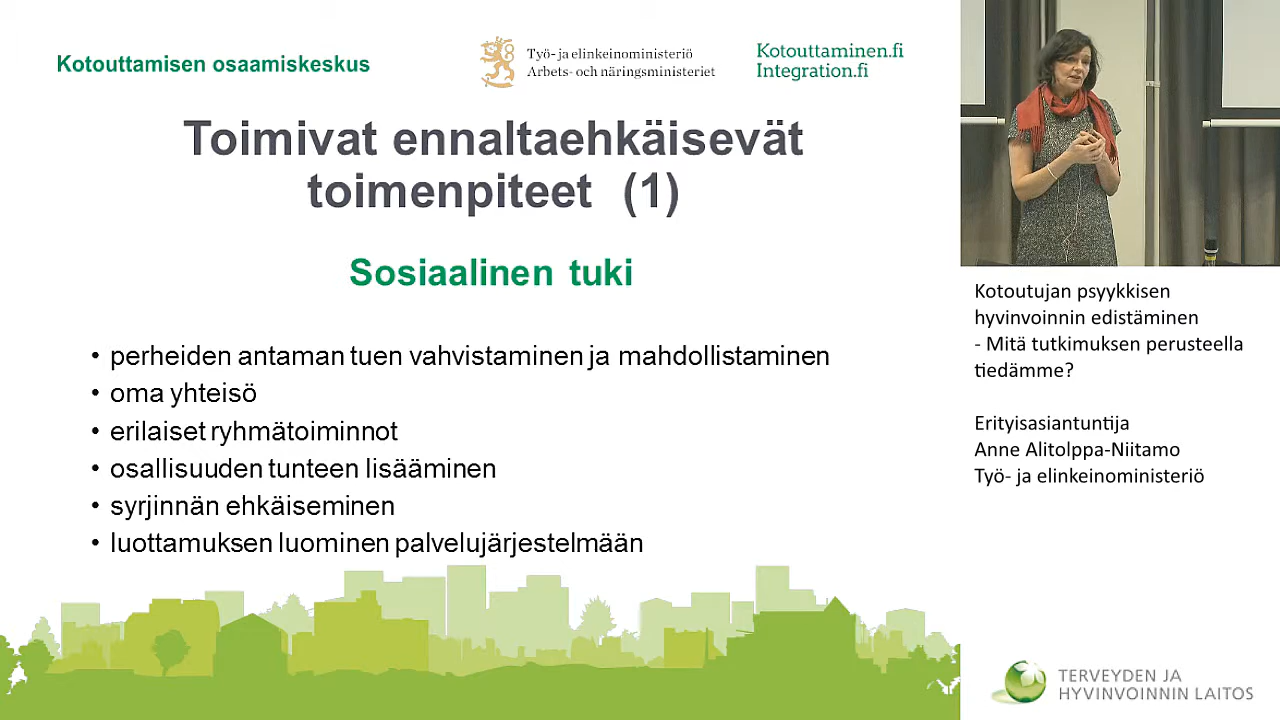 Kotouttamisen osaamiskeskus
Työ- ja elinkeinoministeriö
Arbets- och näringsministeriet
Kotouttaminen.fi
Integration.fi
Toimivat ennaltaehkäisevät
toimenpiteet (1)
Sosiaalinen tuki
• perheiden antaman tuen vahvistaminen ja mahdollistaminen
• oma yhteisö
• erilaiset ryhmätoiminnot
• osallisuuden tunteen lisääminen
• syrjinnän ehkäiseminen
• luottamuksen luominen palvelujärjestelmään
Kotoutujan psyykkisen
hyvinvoinnin edistäminen
- Mitä tutkimuksen perusteella
tiedämme?
Erityisasiantuntija
Anne Alitolppa-Niitamo
Työ- ja elinkeinoministeriö
TERVEYDEN JA
HYVINVOINNIN LAITOS